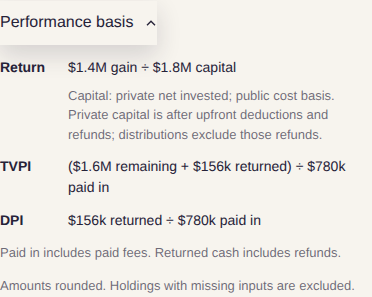 Performance basis
Return $1.4M gain ÷ $1.8M capital
Capital: private net invested; public cost basis.
Private capital is after upfront deductions and
refunds; distributions exclude those refunds.
TVPI ($1.6M remaining + $156k returned) ÷ $780k
paid in
DPI $156k returned ÷ $780k paid in
Paid in includes paid fees. Returned cash includes refunds.
Amounts rounded. Holdings with missing inputs are excluded.